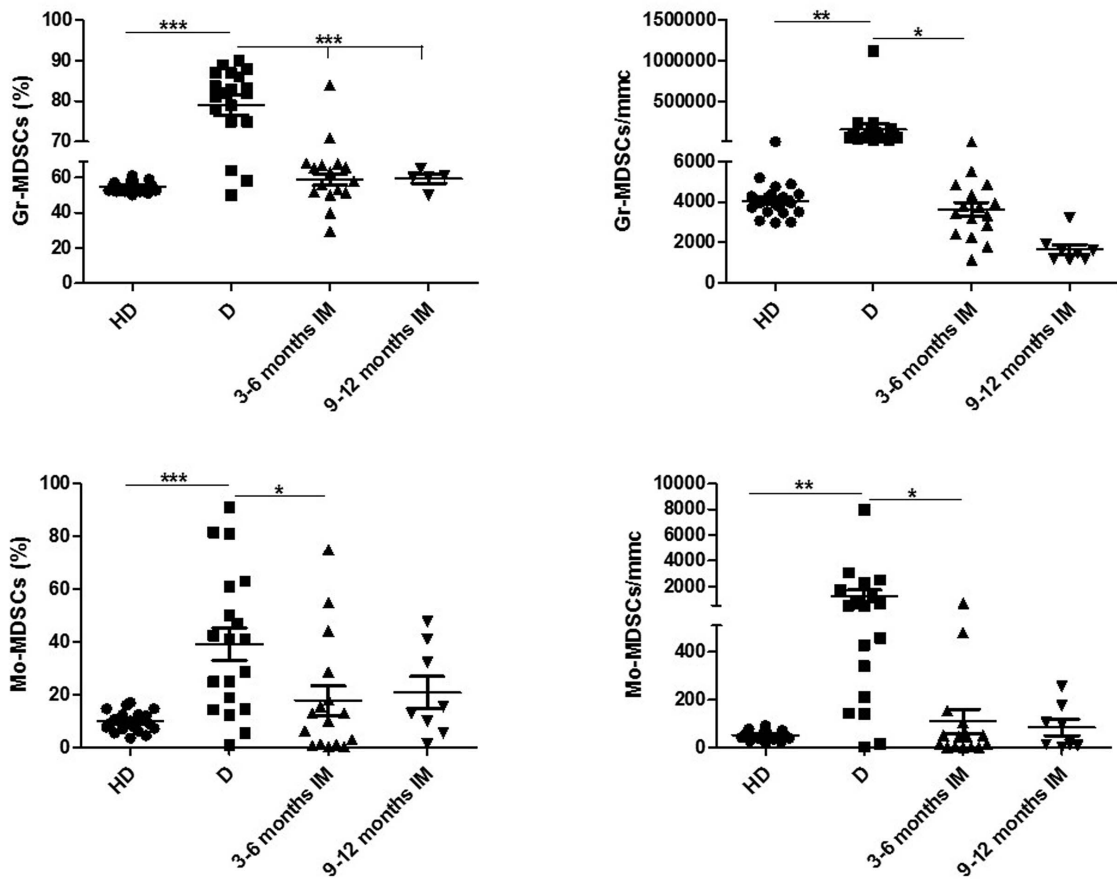 Gr-MDSCs (%)
100
90
80
70
60
40
20
0
***
***
HD
D
3-6 months IM
9-12 months IM
Gr-MDSCs/mmc
1500000
1000000
500000
6000
4000
2000
0
**
*
HD
D
3-6 months IM
9-12 months IM
Mo-MDSCs (%)
100
80
60
40
20
0
***
*
HD
D
3-6 months IM
9-12 months IM
Mo-MDSCs/mmc
10000
8000
6000
4000
2000
400
200
0
**
*
HD
D
3-6 months IM
9-12 months IM